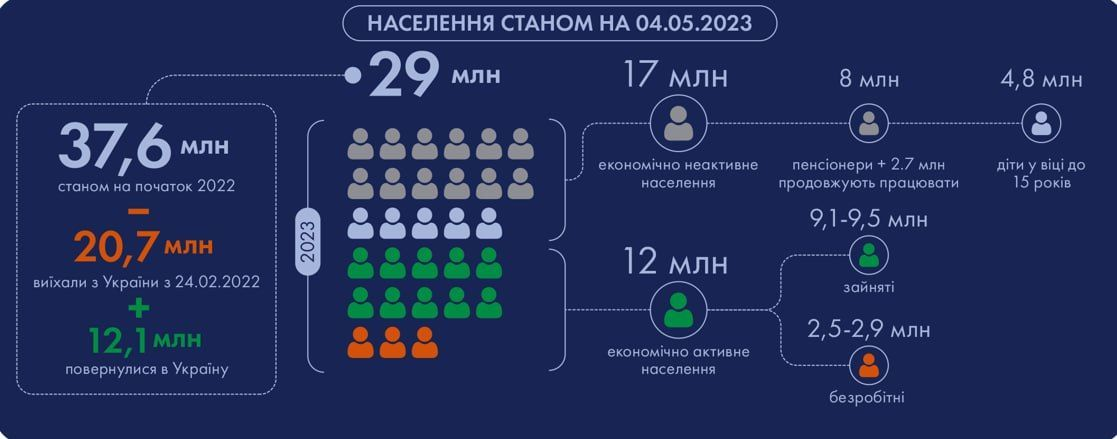 НАСЕЛЕННЯ СТАНОМ НА 04.05.2023
29 млн
37,6 млн
станом на початок 2022
–
20,7 млн
виїхали з України з 24.02.2022
+
12,1 млн
повернулися в Україну
2023
17 млн
економічно неактивне
населення
8 млн
пенсіонери + 2.7 млн
продовжують працювати
4,8 млн
діти у віці до
15 років
12 млн
економічно активне
населення
9,1-9,5 млн
зайняті
2,5-2,9 млн
безробітні